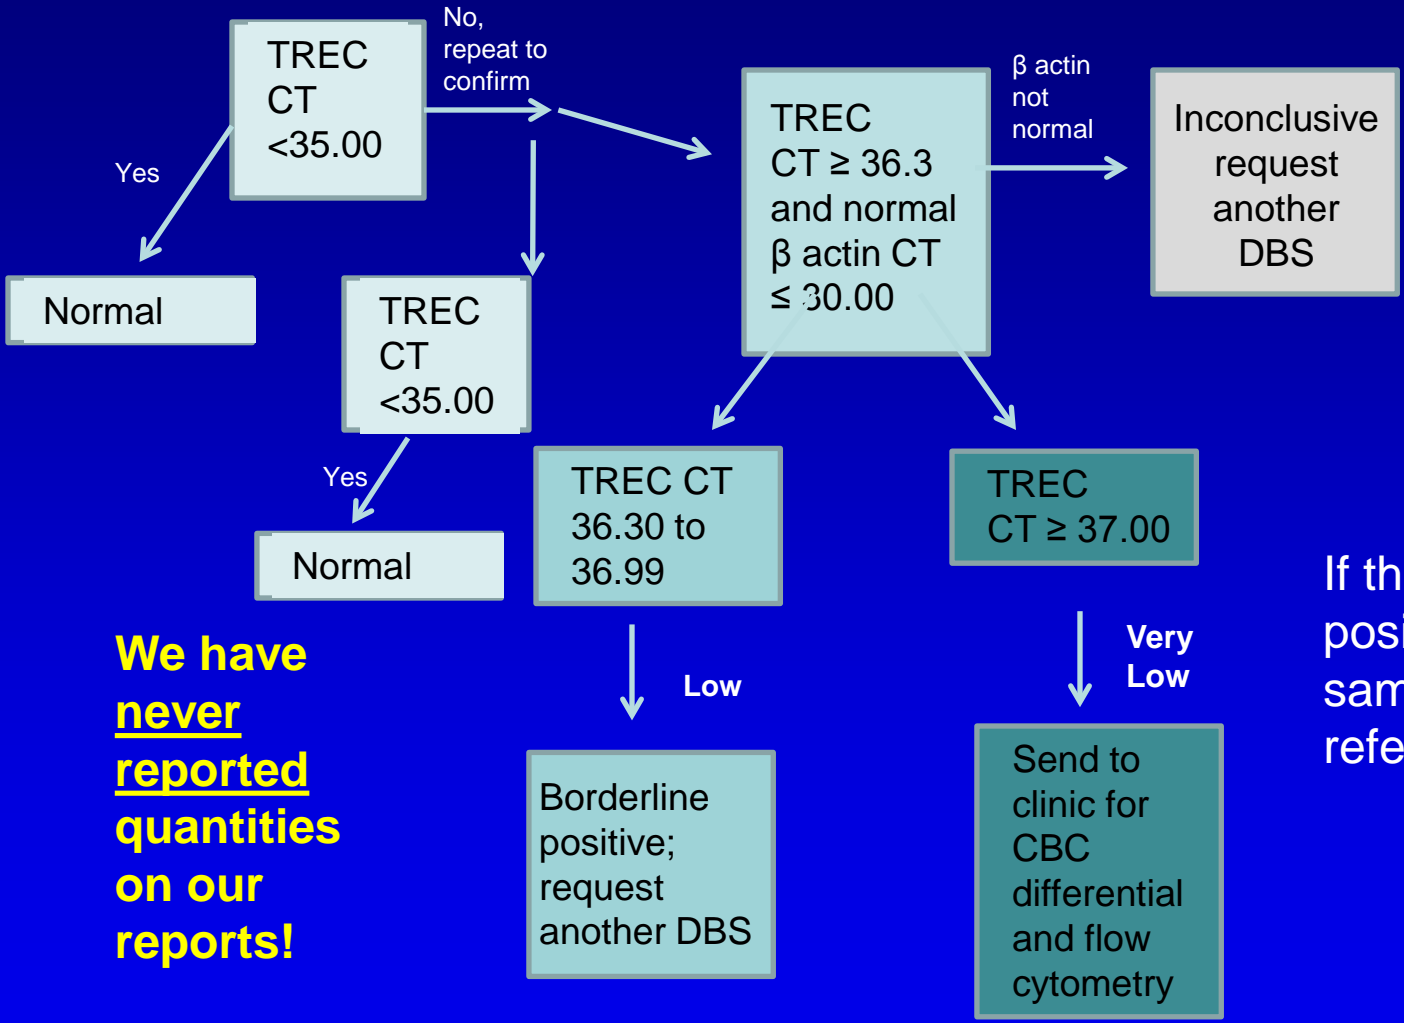 TREC
CT
<35.00
No,
repeat to
confirm
Yes
Normal
TREC
CT
<35.00
Yes
Normal
TREC
CT ≥ 36.3
and normal
β actin CT
≤ 30.00
β actin
not
normal
Inconclusive
request
another
DBS
TREC CT
36.30 to
36.99
Low
Borderline
positive;
request
another DBS
TREC
CT ≥ 37.00
Very
Low
Send to
clinic for
CBC
differential
and flow
cytometry
We have
never
reported
quantities
on our
reports!
If